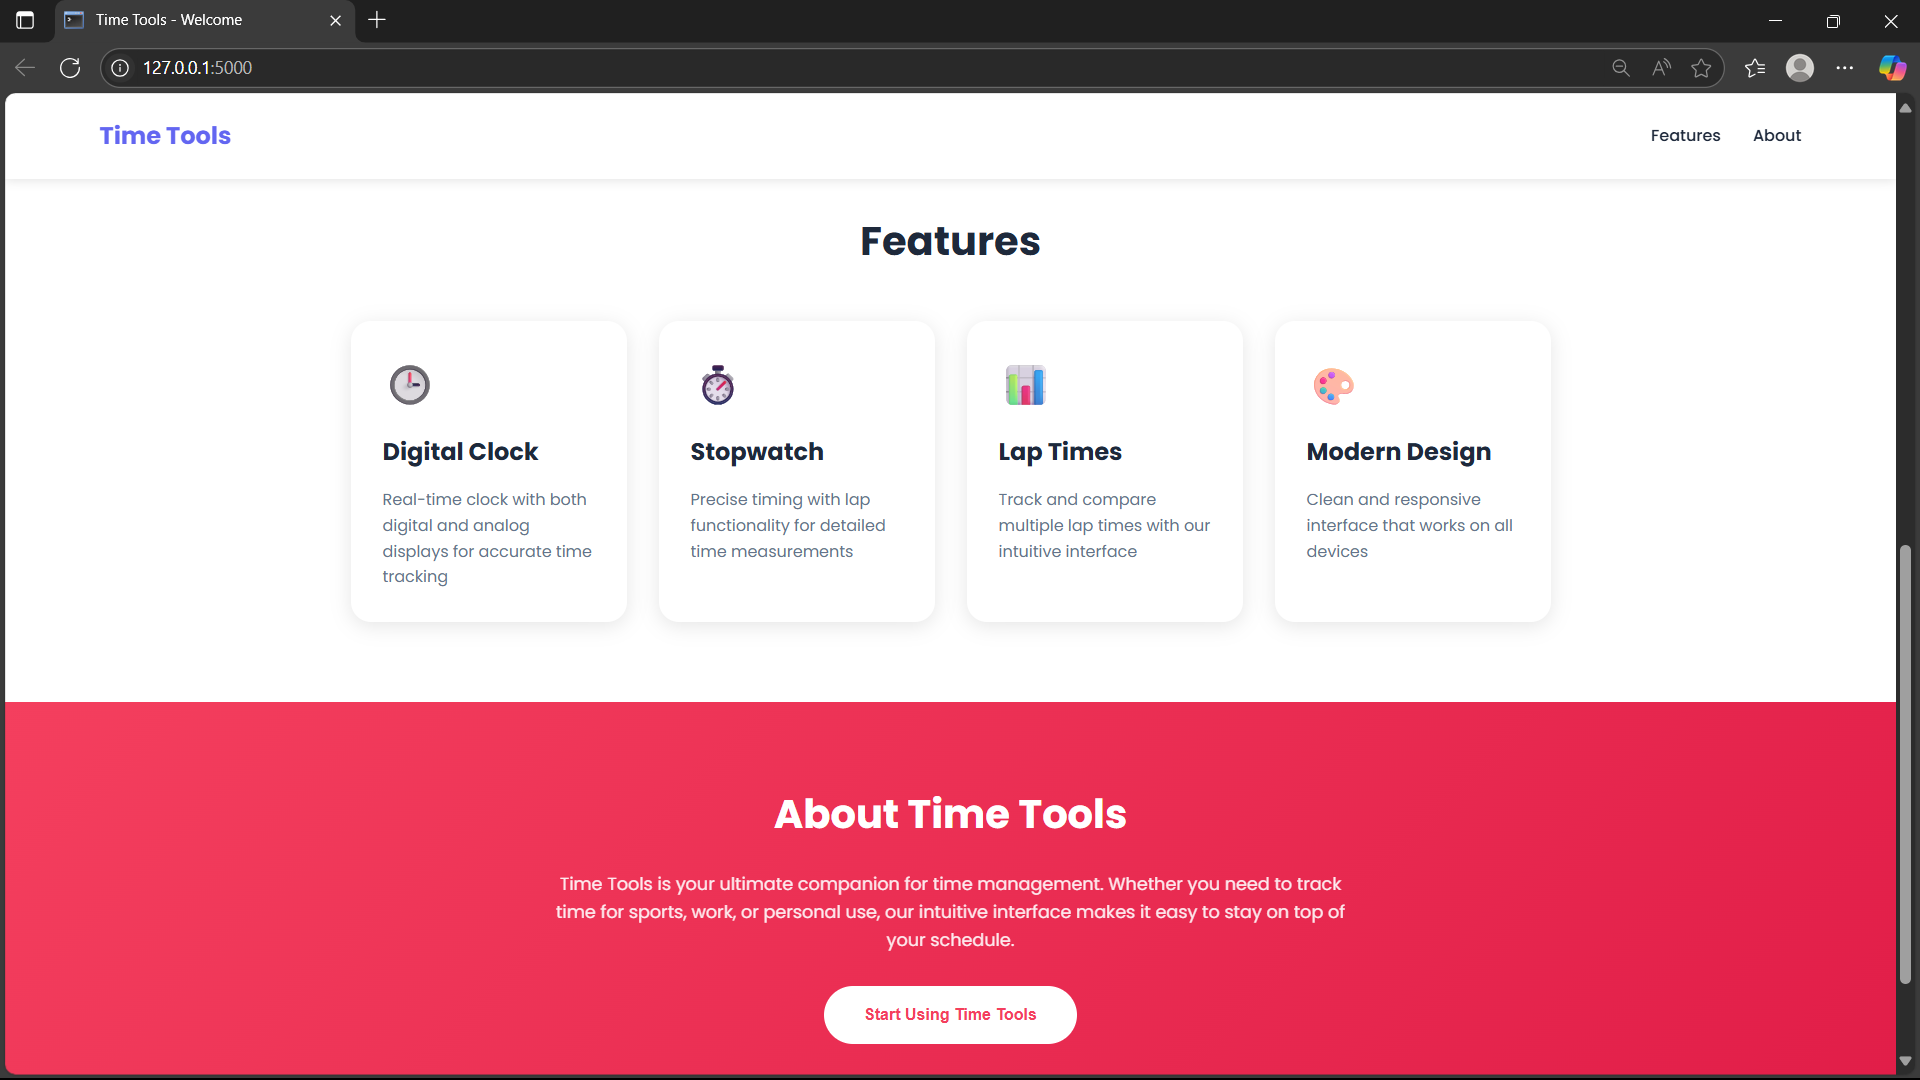 Time Tools - Welcome
127.0.0.1:5000
Time Tools
Features
About
Features
Digital Clock
Real-time clock with both
digital and analog
displays for accurate time
tracking
Stopwatch
Precise timing with lap
functionality for detailed
time measurements
Lap Times
Track and compare
multiple lap times with our
intuitive interface
Modern Design
Clean and responsive
interface that works on all
devices
About Time Tools
Time Tools is your ultimate companion for time management. Whether you need to track
time for sports, work, or personal use, our intuitive interface makes it easy to stay on top of
your schedule.
Start Using Time Tools